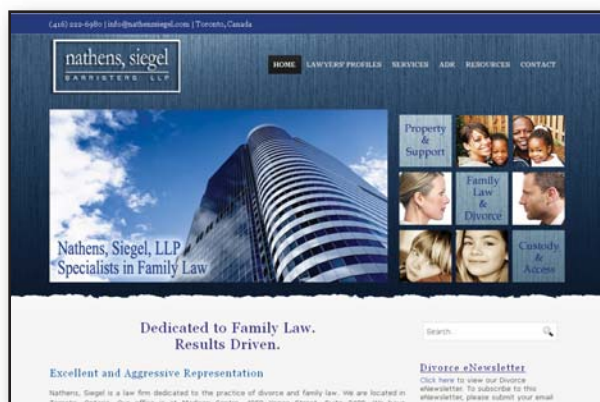 (416) 222-6980 | info@nathenssiegel.com | Toronto, Canada
nathens, siegel
BARRISTERS LLP
HOME LAWYERS' PROFILES SERVICES ADR RESOURCES CONTACT
Property
&
Support
Family
Law
&
Divorce
Custody
&
Access
Nathens, Siegel, LLP
Specialists in Family Law
Dedicated to Family Law.
Results Driven.
Search...
Excellent and Aggressive Representation
Divorce eNewsletter
Click here to view our Divorce
eNewsletter. To subscribe to this
eNewsletter, please submit your email
Nathens, Siegel is a law firm dedicated to the practice of divorce and family law. We are located in